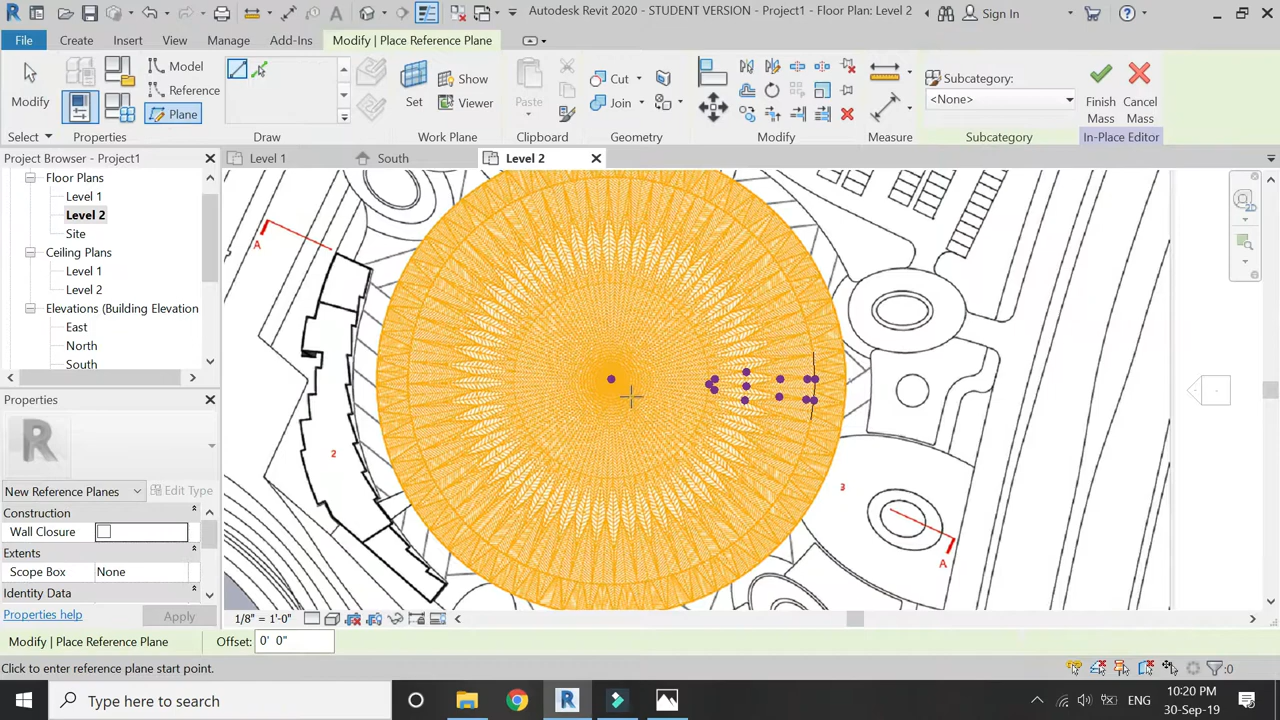 Autodesk Revit 2020 - STUDENT VERSION - Project1 - Floor Plan: Level 2
Sign In
File
Create
Insert
View
Manage
Add-Ins
Modify | Place Reference Plane
Modify
Model
Reference
Plane
Set
Show
Viewer
Paste
Cut
Join
Subcategory:
<None>
Finish
Mass
Cancel
Mass
Select
Properties
Draw
Work Plane
Clipboard
Geometry
Modify
Measure
Subcategory
In-Place Editor
Project Browser - Project1
Level 1
South
Level 2
Floor Plans
Level 1
Level 2
Site
Ceiling Plans
Level 1
Level 2
Elevations (Building Elevation
East
North
South
Properties
New Reference Planes
Edit Type
Construction
Wall Closure
Extents
Scope Box
None
Identity Data
Properties help
Apply
A
2
3
A
1/8" = 1'-0"
Modify | Place Reference Plane
Offset:
0' 0"
Click to enter reference plane start point.
:0
Type here to search
ENG
10:20 PM
30-Sep-19